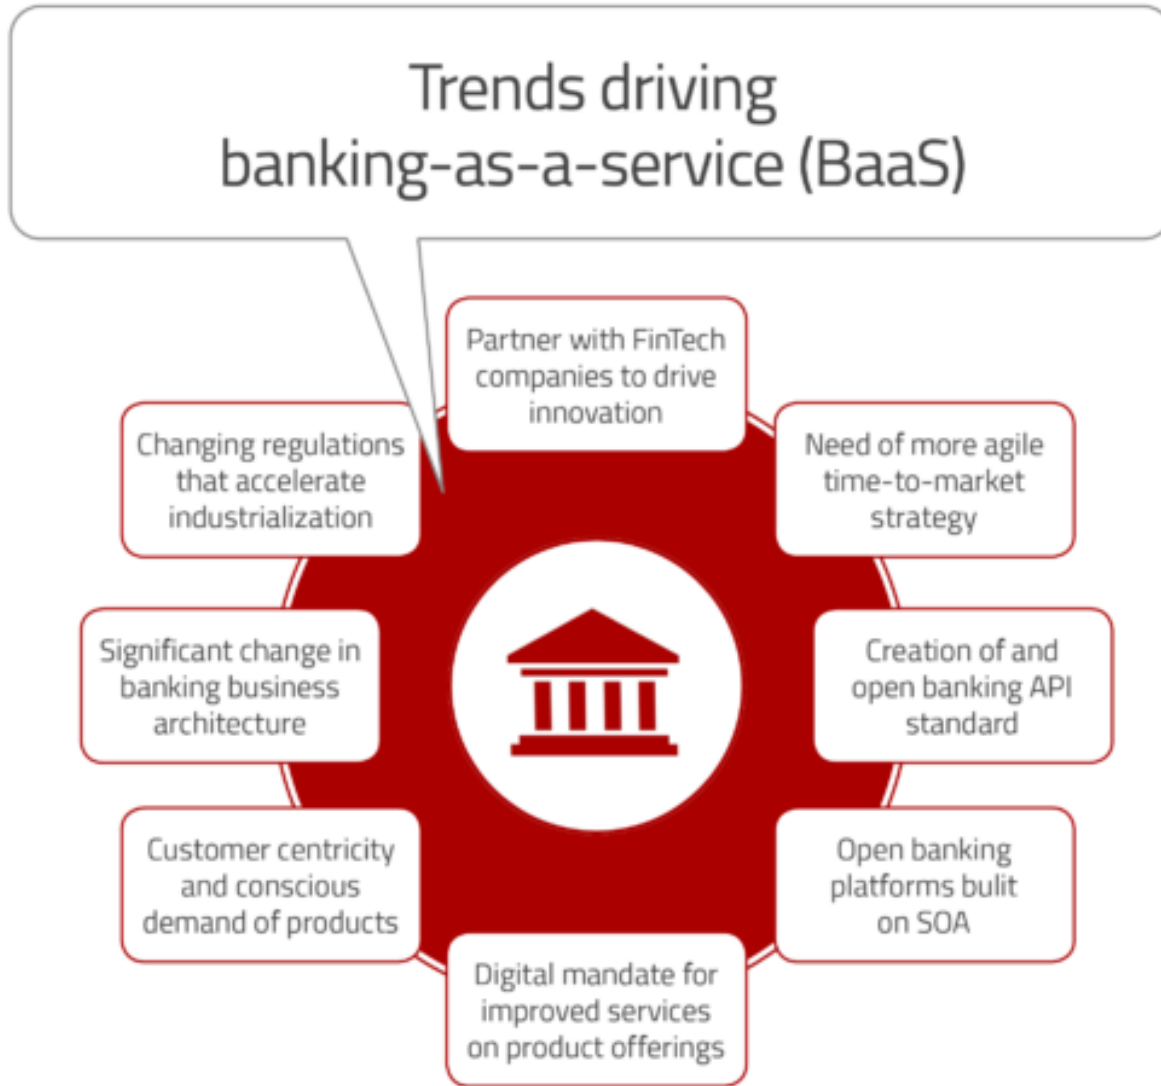 Trends driving
banking-as-a-service (BaaS)
Partner with FinTech
companies to drive
innovation
Need of more agile
time-to-market
strategy
Creation of and
open banking API
standard
Open banking
platforms bulit
on SOA
Digital mandate for
improved services
on product offerings
Customer centricity
and conscious
demand of products
Significant change in
banking business
architecture
Changing regulations
that accelerate
industrialization